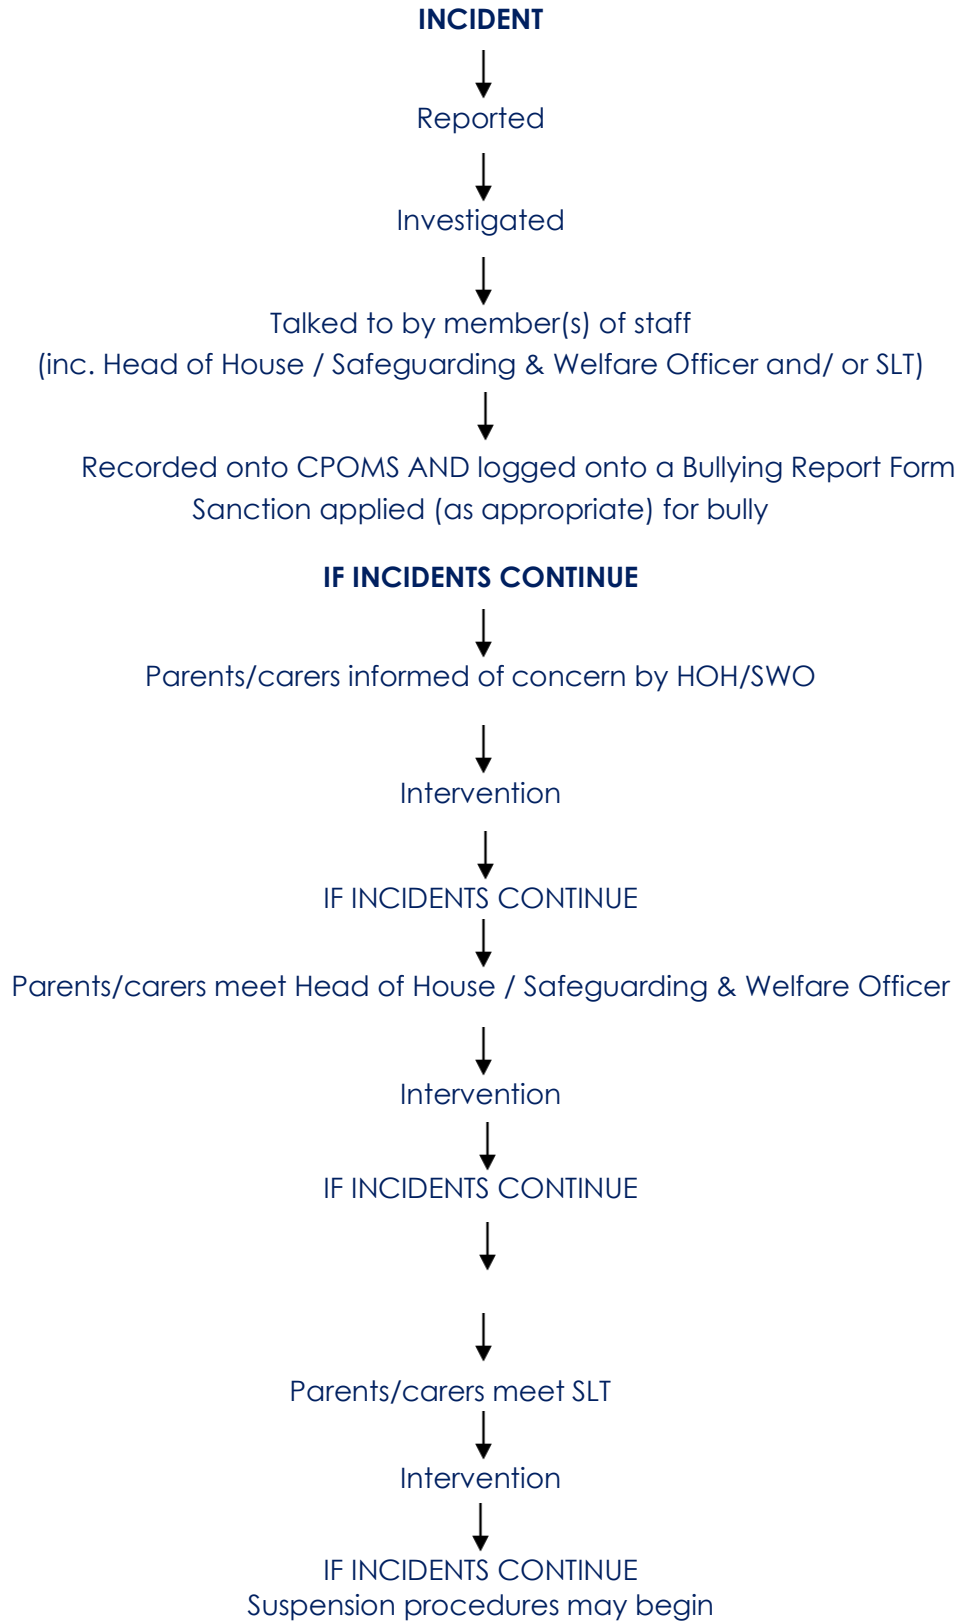 INCIDENT
Reported
Investigated
Talked to by member(s) of staff
(inc. Head of House / Safeguarding & Welfare Officer and/ or SLT)
Recorded onto CPOMS AND logged onto a Bullying Report Form
Sanction applied (as appropriate) for bully
IF INCIDENTS CONTINUE
Parents/carers informed of concern by HOH/SWO
Intervention
IF INCIDENTS CONTINUE
Parents/carers meet Head of House / Safeguarding & Welfare Officer
Intervention
IF INCIDENTS CONTINUE
Parents/carers meet SLT
Intervention
IF INCIDENTS CONTINUE
Suspension procedures may begin